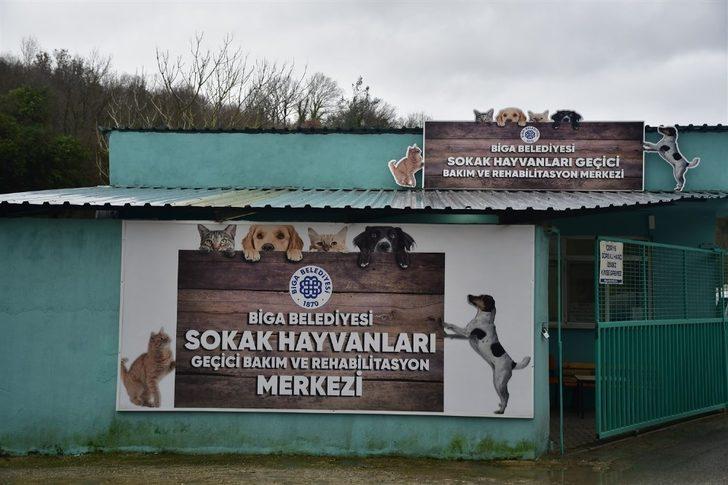 BİGA BELEDİYESİ
SOKAK HAYVANLARI GEÇİCİ
BAKIM VE REHABİLİTASYON MERKEZİ
BİGA BELEDİYESİ
1870
BİGA BELEDİYESİ
SOKAK HAYVANLARI
GEÇİCİ BAKIM VE REHABİLİTASYON
MERKEZİ